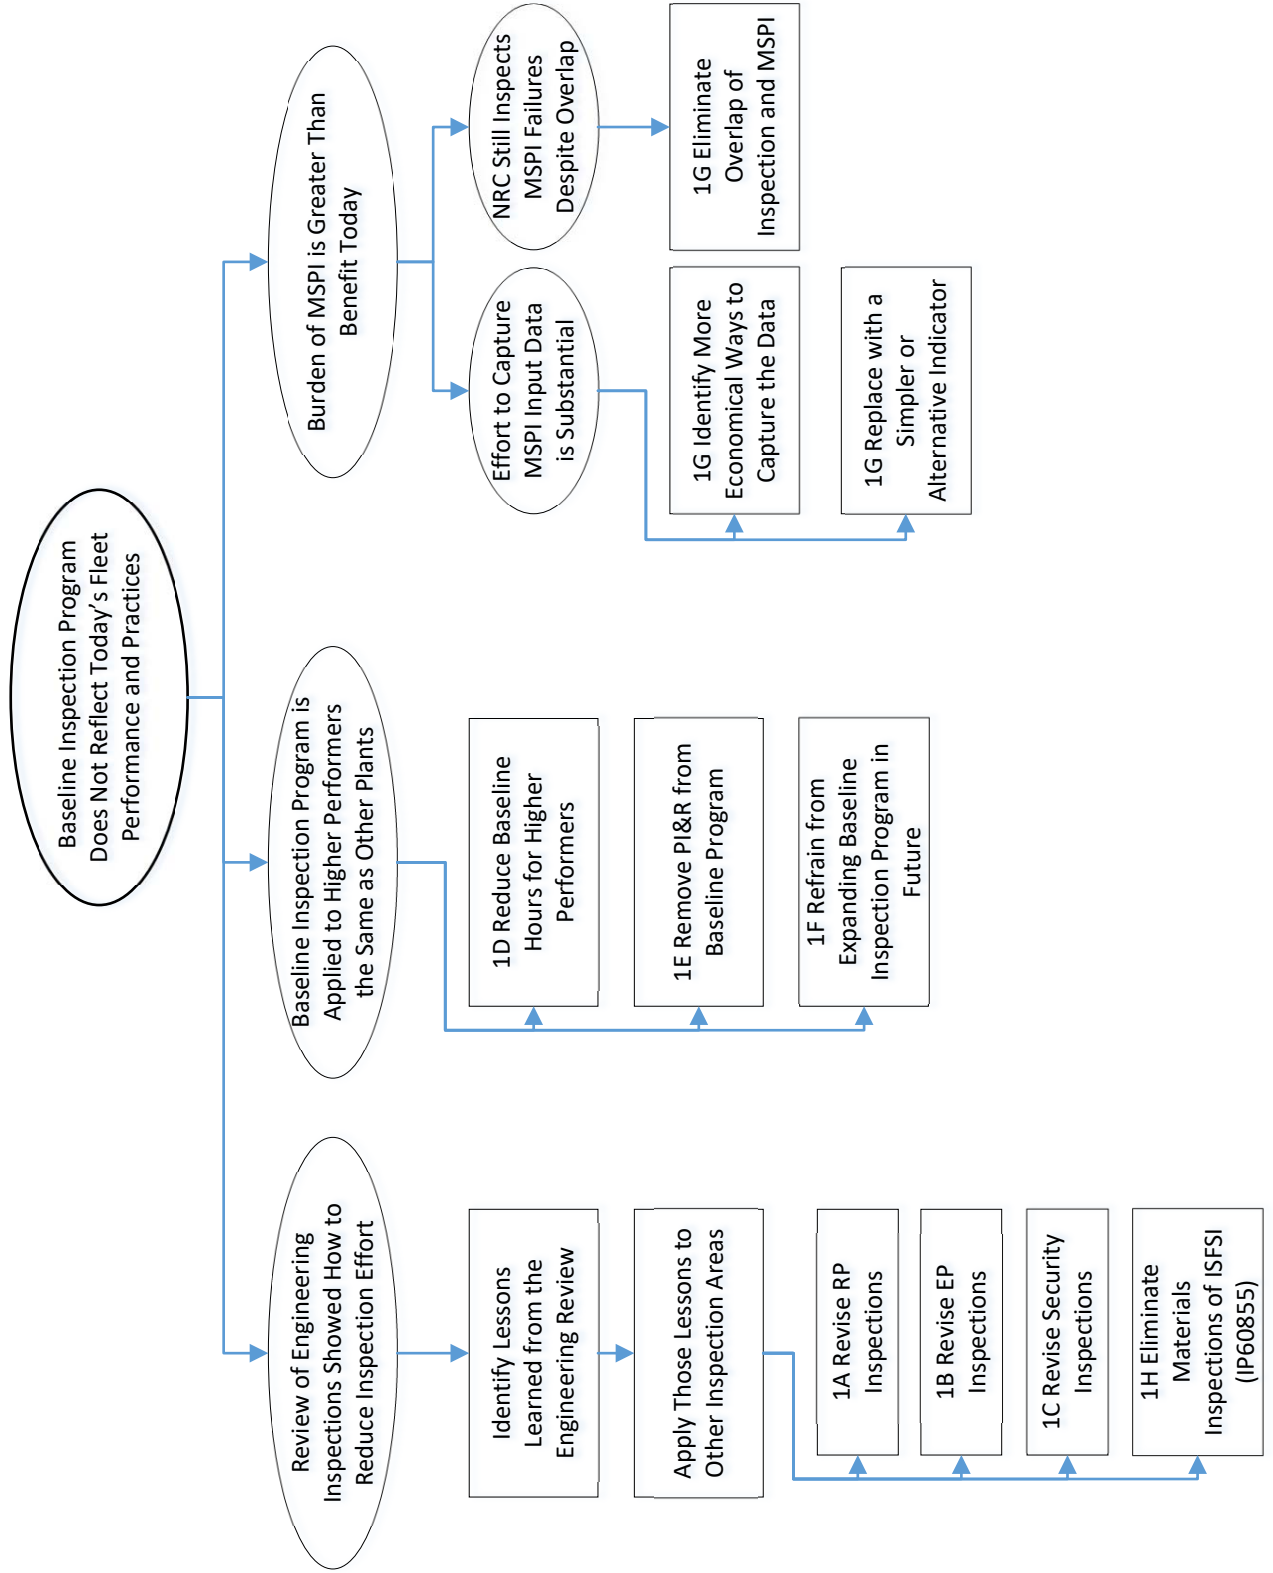 Baseline Inspection Program
Does Not Reflect Today's Fleet
Performance and Practices
Review of Engineering
Inspections Showed How to
Reduce Inspection Effort
Baseline Inspection Program is
Applied to Higher Performers
the Same as Other Plants
Burden of MSPI is Greater Than
Benefit Today
Identify Lessons
Learned from the
Engineering Review
Apply Those Lessons to
Other Inspection Areas
1A Revise RP
Inspections
1B Revise EP
Inspections
1C Revise Security
Inspections
1H Eliminate
Materials
Inspections of ISFSI
(IP60855)
1D Reduce Baseline
Hours for Higher
Performers
1E Remove PI&R from
Baseline Program
1F Refrain from
Expanding Baseline
Inspection Program in
Future
Effort to Capture
MSPI Input Data
is Substantial
1G Identify More
Economical Ways to
Capture the Data
1G Replace with a
Simpler or
Alternative Indicator
NRC Still Inspects
MSPI Failures
Despite Overlap
1G Eliminate
Overlap of
Inspection and MSPI